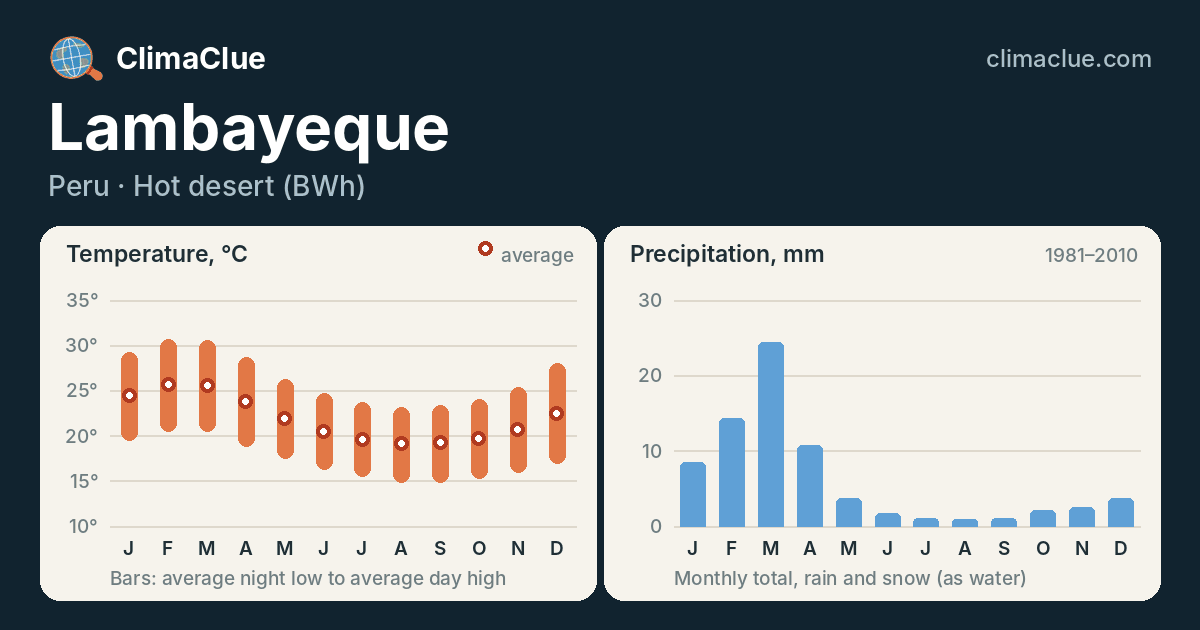 ClimaClue
climaclue.com
Lambayeque
Peru · Hot desert (BWh)
Temperature, °C
average
35°
30°
25°
20°
15°
10°
J F M A M J J A S O N D
Bars: average night low to average day high
Precipitation, mm
1981–2010
30
20
10
0
J F M A M J J A S O N D
Monthly total, rain and snow (as water)